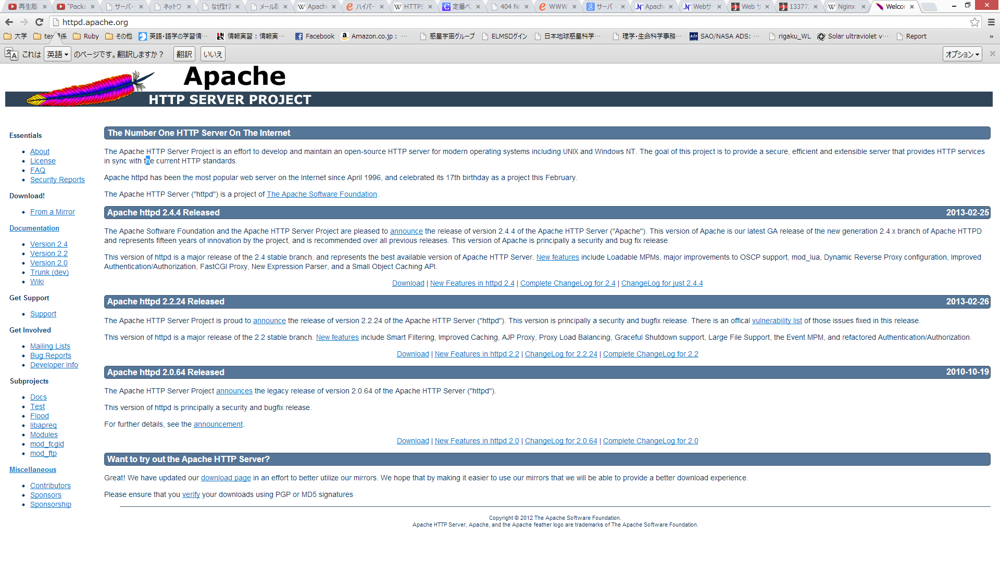 再生履
"Packa
サーバ・
ネットワ・
なぜ計算
メール配
Apache
ハイパー
HTTPS
定番ベン
404 No
WWW
サーバ -
Apach
Webサ・
Web サ
13377
Nginx
Welcor
httpd.apache.org
大学
tex関係
Ruby
その他
英語・語学の学習情…
情報実習：情報実…
Facebook
Amazon.co.jp： …
惑星宇宙グループ
ELMSログイン
日本地球惑星科学…
理学・生命科学事務…
SAO/NASA ADS: …
rigaku_WL
Solar ultraviolet v…
Report
»
これは 英語 のページです。翻訳しますか？ 翻訳 いいえ オプション
Apache
HTTP SERVER PROJECT
Essentials
About
License
FAQ
Security Reports
Download!
From a Mirror
Documentation
Version 2.4
Version 2.2
Version 2.0
Trunk (dev)
Wiki
Get Support
Support
Get Involved
Mailing Lists
Bug Reports
Developer Info
Subprojects
Docs
Test
Flood
libapreq
Modules
mod_fcgid
mod_ftp
Miscellaneous
Contributors
Sponsors
Sponsorship
The Number One HTTP Server On The Internet
The Apache HTTP Server Project is an effort to develop and maintain an open-source HTTP server for modern operating systems including UNIX and Windows NT. The goal of this project is to provide a secure, efficient and extensible server that provides HTTP services
in sync with the current HTTP standards.
Apache httpd has been the most popular web server on the Internet since April 1996, and celebrated its 17th birthday as a project this February.
The Apache HTTP Server ("httpd") is a project of The Apache Software Foundation.
Apache httpd 2.4.4 Released 2013-02-25
The Apache Software Foundation and the Apache HTTP Server Project are pleased to announce the release of version 2.4.4 of the Apache HTTP Server ("Apache"). This version of Apache is our latest GA release of the new generation 2.4.x branch of Apache HTTPD
and represents fifteen years of innovation by the project, and is recommended over all previous releases. This version of Apache is principally a security and bug fix release.
This version of httpd is a major release of the 2.4 stable branch, and represents the best available version of Apache HTTP Server. New features include Loadable MPMs, major improvements to OSCP support, mod_lua, Dynamic Reverse Proxy configuration, Improved
Authentication/Authorization, FastCGI Proxy, New Expression Parser, and a Small Object Caching API.
Download | New Features in httpd 2.4 | Complete ChangeLog for 2.4 | ChangeLog for just 2.4.4
Apache httpd 2.2.24 Released 2013-02-26
The Apache HTTP Server Project is proud to announce the release of version 2.2.24 of the Apache HTTP Server ("httpd"). This version is principally a security and bugfix release. There is an offical vulnerability list of those issues fixed in this release.
This version of httpd is a major release of the 2.2 stable branch. New features include Smart Filtering, Improved Caching, AJP Proxy, Proxy Load Balancing, Graceful Shutdown support, Large File Support, the Event MPM, and refactored Authentication/Authorization.
Download | New Features in httpd 2.2 | ChangeLog for 2.2.24 | Complete ChangeLog for 2.2
Apache httpd 2.0.64 Released 2010-10-19
The Apache HTTP Server Project announces the legacy release of version 2.0.64 of the Apache HTTP Server ("httpd").
This version of httpd is principally a security and bugfix release.
For further details, see the announcement.
Download | New Features in httpd 2.0 | ChangeLog for 2.0.64 | Complete ChangeLog for 2.0
Want to try out the Apache HTTP Server?
Great! We have updated our download page in an effort to better utilize our mirrors. We hope that by making it easier to use our mirrors that we will be able to provide a better download experience.
Please ensure that you verify your downloads using PGP or MD5 signatures
Copyright © 2012 The Apache Software Foundation.
Apache HTTP Server, Apache, and the Apache feather logo are trademarks of The Apache Software Foundation.